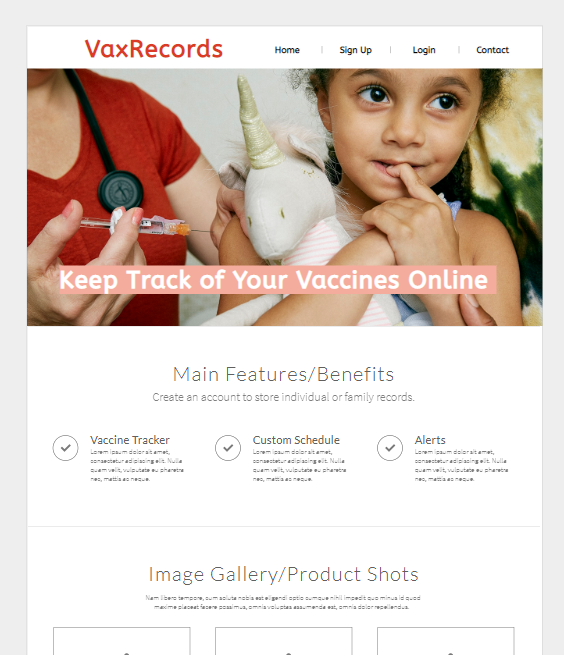 VaxRecords
Home | Sign Up | Login | Contact
Keep Track of Your Vaccines Online
Main Features/Benefits
Create an account to store individual or family records.
Vaccine Tracker
Lorem ipsum dolor sit amet,
consectetur adipiscing elit. Nulla
quam velit, vulputate eu pharetra
nec, mattis ac neque.
Custom Schedule
Lorem ipsum dolor sit amet,
consectetur adipiscing elit. Nulla
quam velit, vulputate eu pharetra
nec, mattis ac neque.
Alerts
Lorem ipsum dolor sit amet,
consectetur adipiscing elit. Nulla
quam velit, vulputate eu pharetra
nec, mattis ac neque.
Image Gallery/Product Shots
Nam libero tempore, cum soluta nobis est eligendi optio cumque nihil impedit quo minus id quod
maxime placeat facere possimus, omnis voluptas assumenda est, omnis dolor repellendus.